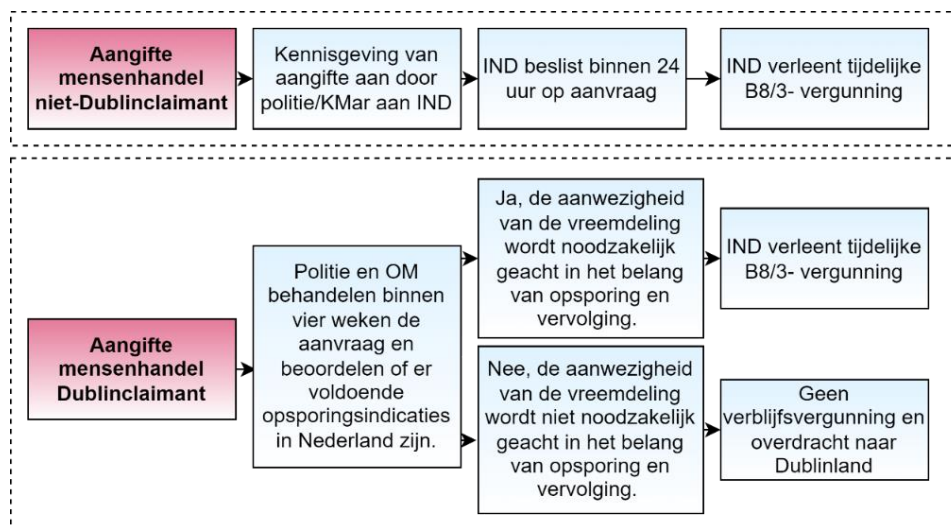 Aangifte
mensenhandel
niet-Dublinclaimant
Kennisgeving van
aangifte aan door
politie/KMar aan IND
IND beslist binnen 24
uur op aanvraag
IND verleent tijdelijke
B8/3- vergunning
Aangifte
mensenhandel
Dublinclaimant
Politie en OM
behandelen binnen
vier weken de
aanvraag en
beoordelen of er
voldoende
opsporingsindicaties
in Nederland zijn.
Ja, de aanwezigheid
van de vreemdeling
wordt noodzakelijk
geacht in het belang
van opsporing en
vervolging.
IND verleent tijdelijke
B8/3- vergunning
Nee, de aanwezigheid
van de vreemdeling
wordt niet noodzakelijk
geacht in het belang
van opsporing en
vervolging.
Geen
verblijfsvergunning en
overdracht naar
Dublinland